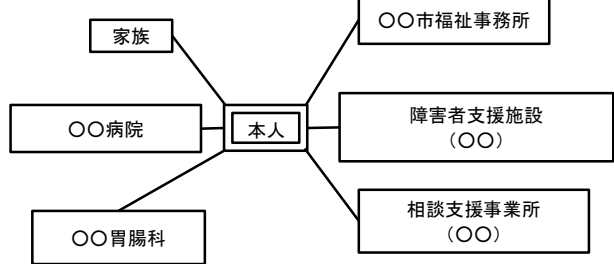 〇〇市福祉事務所
家族
〇〇病院
本人
障害者支援施設
（〇〇）
相談支援事業所
（〇〇）
〇〇胃腸科